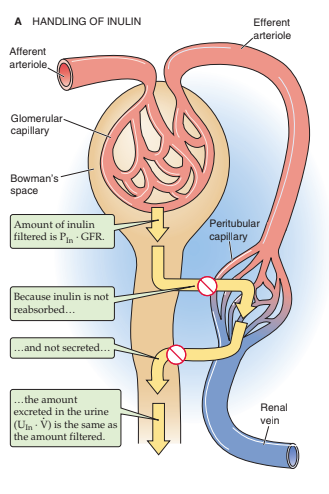 A HANDLING OF INULIN
Efferent
arteriole
Afferent
arteriole
Glomerular
capillary
Bowman's
space
Amount of inulin
filtered is P_In · GFR.
Peritubular
capillary
Because inulin is not
reabsorbed…
…and not secreted…
…the amount
excreted in the urine
(U_In · V̇) is the same as
the amount filtered.
Renal
vein